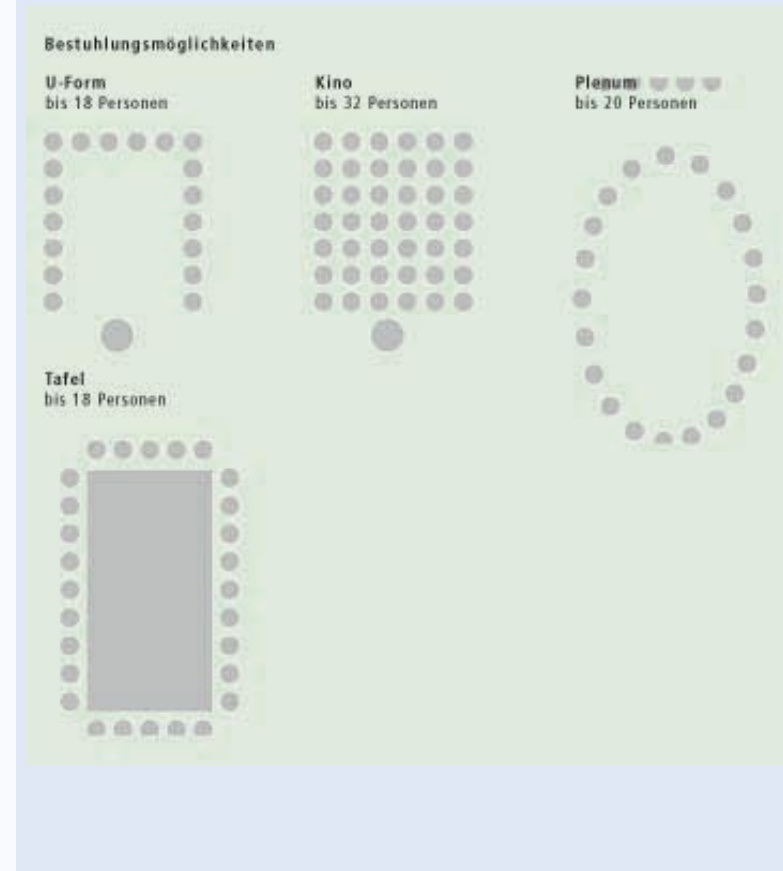 Bestuhlungsmöglichkeiten
U-Form
bis 18 Personen
Kino
bis 32 Personen
Plenum
bis 20 Personen
Tafel
bis 18 Personen